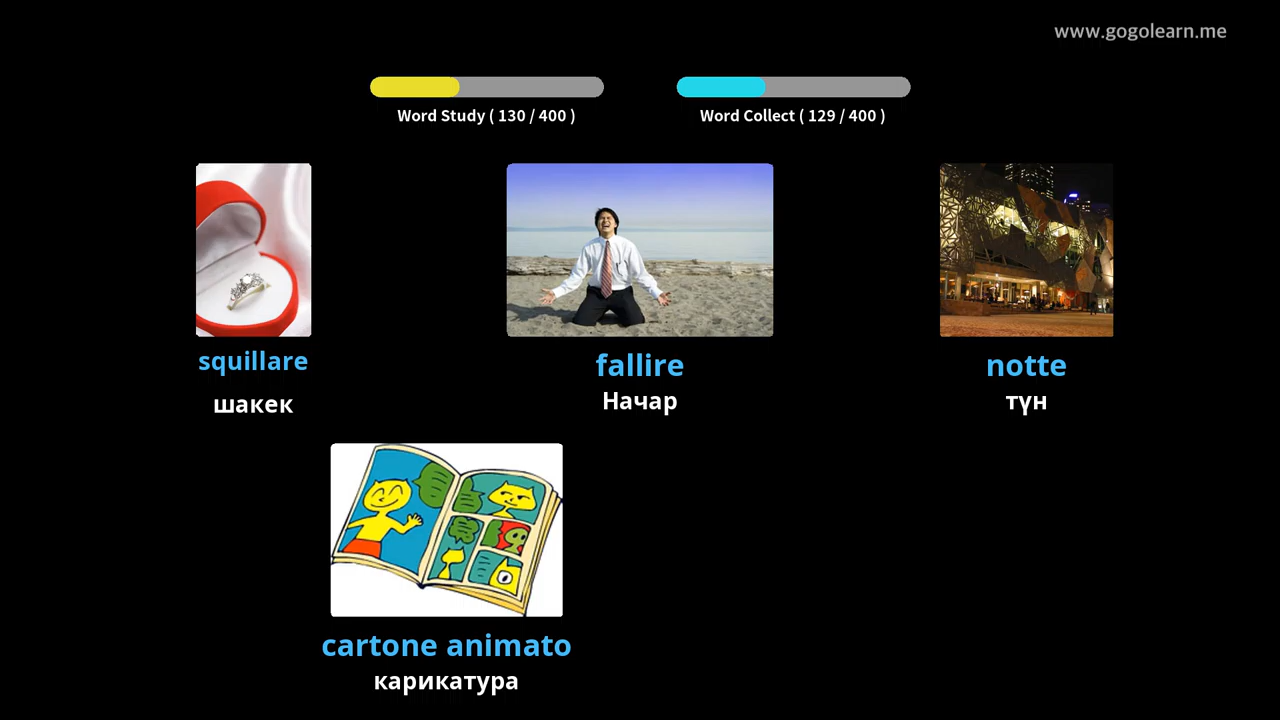 www.gogolearn.me
Word Study ( 130 / 400 )
Word Collect ( 129 / 400 )
squillare
шакек
fallire
Начар
notte
түн
cartone animato
карикатура